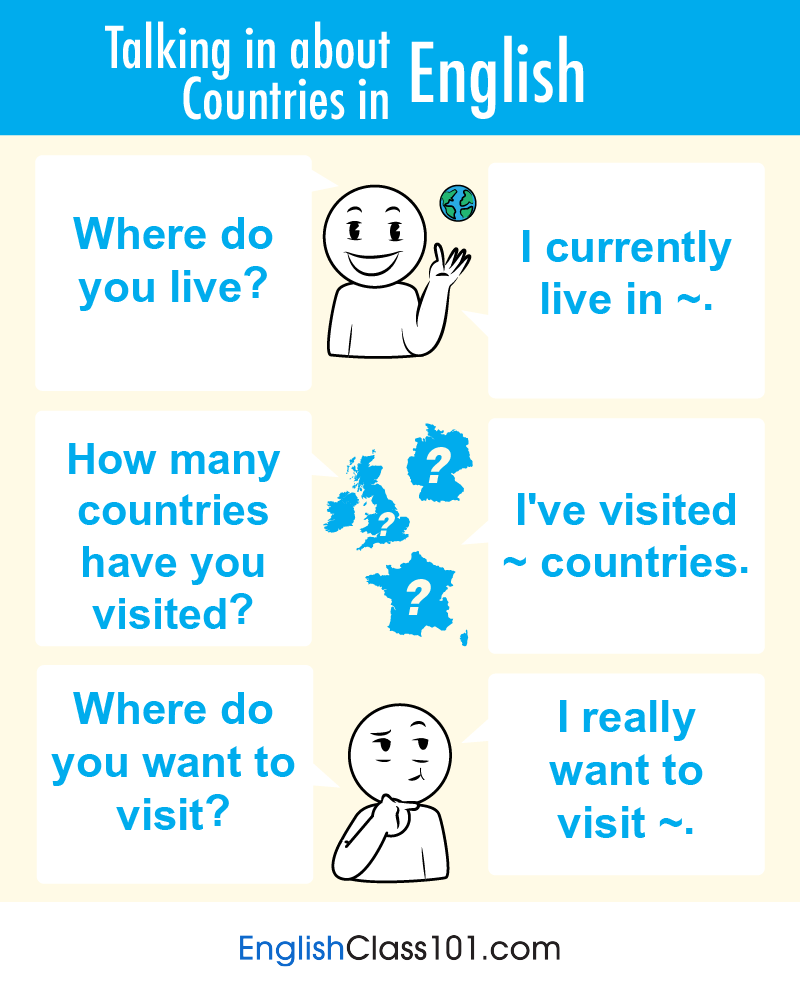 Talking in about
Countries in English
Where do
you live?
I currently
live in ~.
How many
countries
have you
visited?
?
?
?
I've visited
~ countries.
Where do
you want to
visit?
I really
want to
visit ~.
EnglishClass101.com